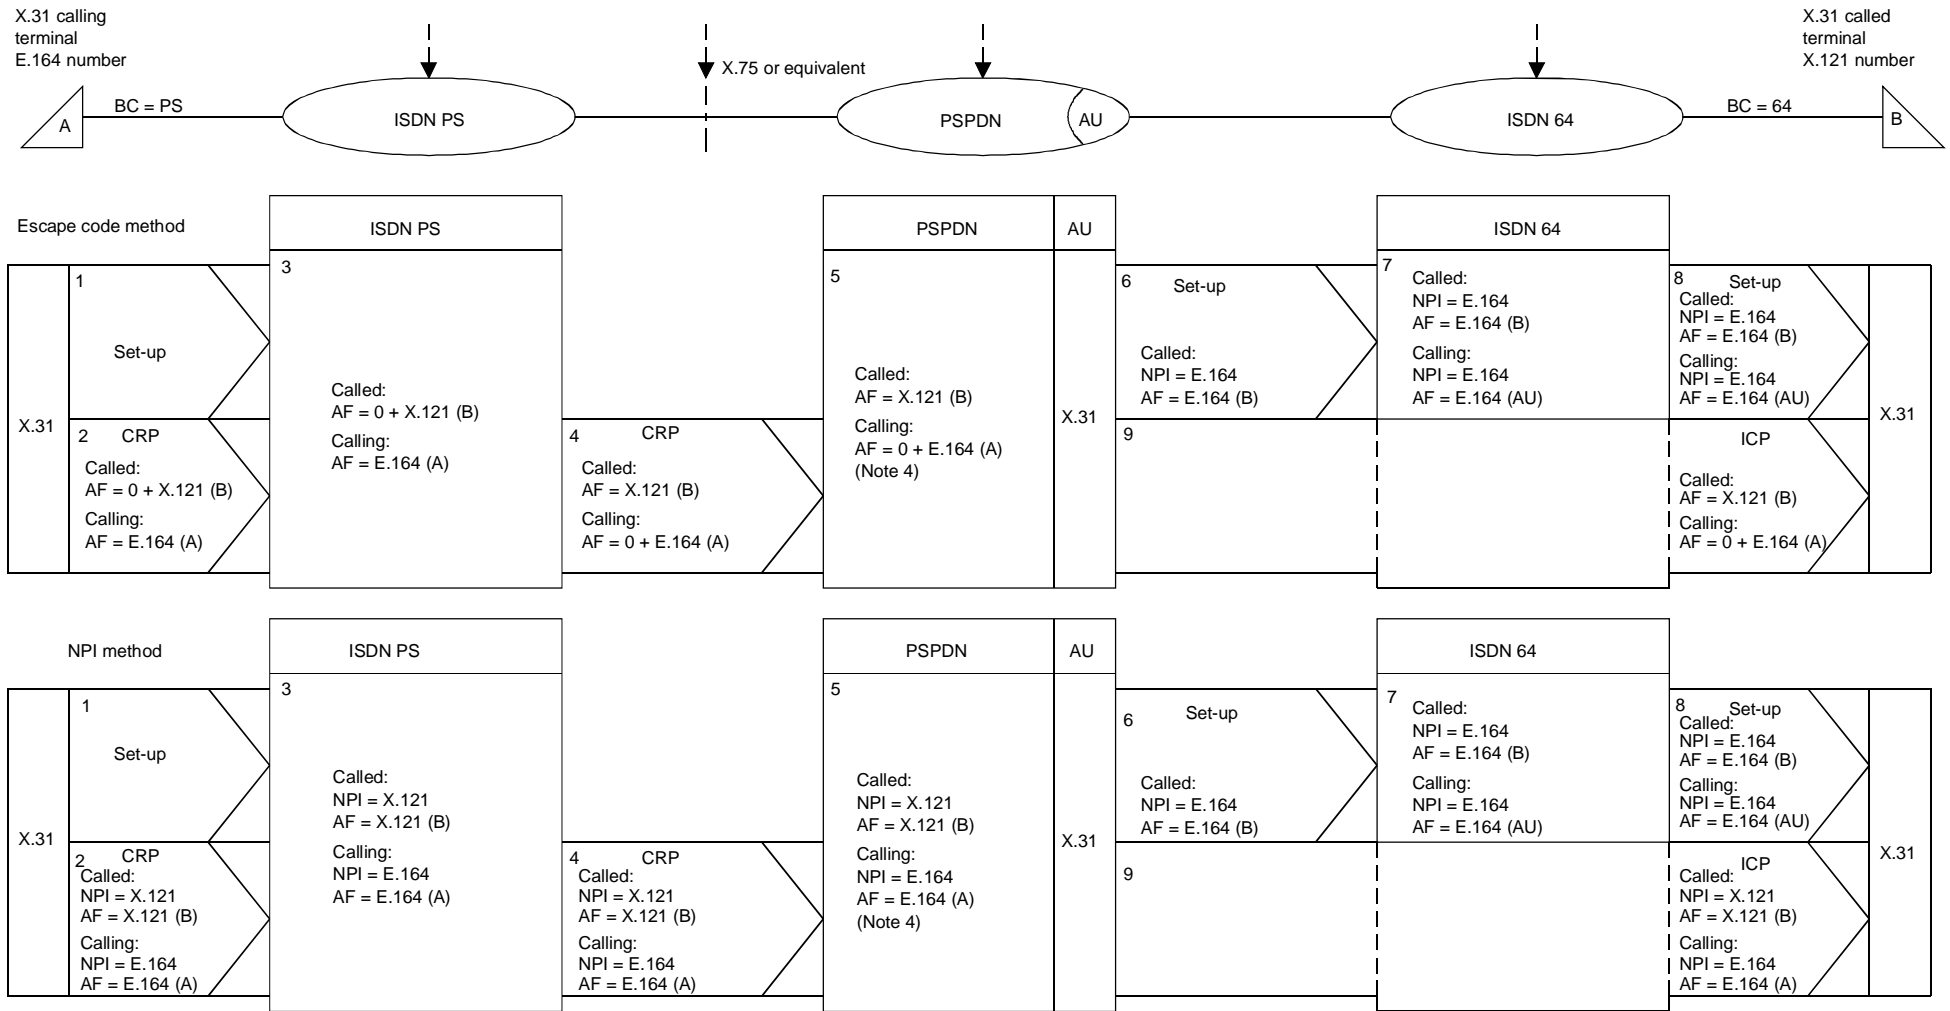 X.31 calling
terminal
E.164 number
X.31 called
terminal
X.121 number
X.75 or equivalent
A
BC = PS
ISDN PS
PSPDN
AU
ISDN 64
BC = 64
B
Escape code method
ISDN PS
PSPDN
AU
ISDN 64
X.31
1
Set-up
2 CRP
Called:
AF = 0 + X.121 (B)
Calling:
AF = E.164 (A)
3
Called:
AF = 0 + X.121 (B)
Calling:
AF = E.164 (A)
4 CRP
Called:
AF = X.121 (B)
Calling:
AF = 0 + E.164 (A)
5
Called:
AF = X.121 (B)
Calling:
AF = 0 + E.164 (A)
(Note 4)
X.31
6 Set-up
Called:
NPI = E.164
AF = E.164 (B)
7
Called:
NPI = E.164
AF = E.164 (B)
Calling:
NPI = E.164
AF = E.164 (AU)
8 Set-up
Called:
NPI = E.164
AF = E.164 (B)
Calling:
NPI = E.164
AF = E.164 (AU)
9
ICP
Called:
AF = X.121 (B)
Calling:
AF = 0 + E.164 (A)
X.31
NPI method
ISDN PS
PSPDN
AU
ISDN 64
X.31
1
Set-up
2 CRP
Called:
NPI = X.121
AF = X.121 (B)
Calling:
NPI = E.164
AF = E.164 (A)
3
Called:
NPI = X.121
AF = X.121 (B)
Calling:
NPI = E.164
AF = E.164 (A)
4 CRP
Called:
NPI = X.121
AF = X.121 (B)
Calling:
NPI = E.164
AF = E.164 (A)
5
Called:
NPI = X.121
AF = X.121 (B)
Calling:
NPI = E.164
AF = E.164 (A)
(Note 4)
X.31
6 Set-up
Called:
NPI = E.164
AF = E.164 (B)
7
Called:
NPI = E.164
AF = E.164 (B)
Calling:
NPI = E.164
AF = E.164 (AU)
8 Set-up
Called:
NPI = E.164
AF = E.164 (B)
Calling:
NPI = E.164
AF = E.164 (AU)
9
ICP
Called:
NPI = X.121
AF = X.121 (B)
Calling:
NPI = E.164
AF = E.164 (A)
X.31